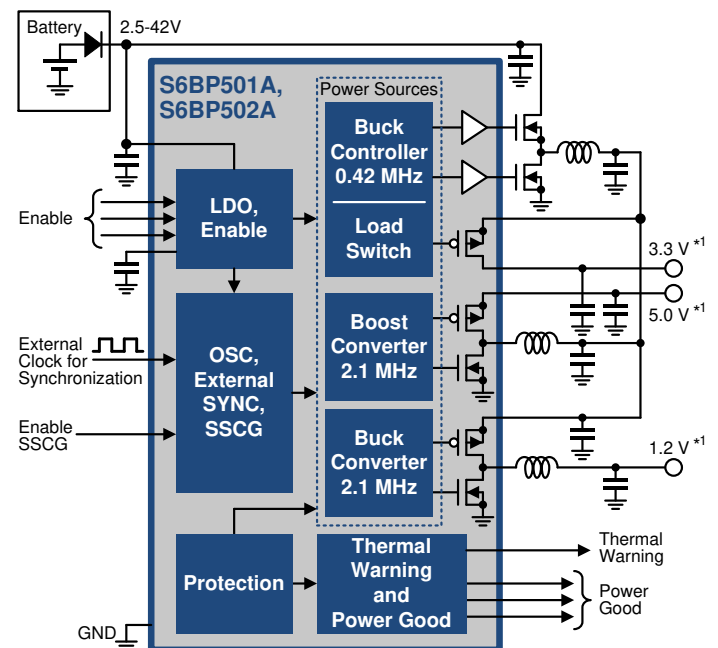 Battery
2.5-42V
S6BP501A,
S6BP502A
Power Sources
Buck
Controller
0.42 MHz
Load
Switch
LDO,
Enable
Enable
3.3 V *1
5.0 V *1
Boost
Converter
2.1 MHz
External
Clock for
Synchronization
OSC,
External
SYNC,
SSCG
Enable
SSCG
Buck
Converter
2.1 MHz
1.2 V *1
Protection
Thermal
Warning
and
Power Good
Thermal
Warning
Power
Good
GND